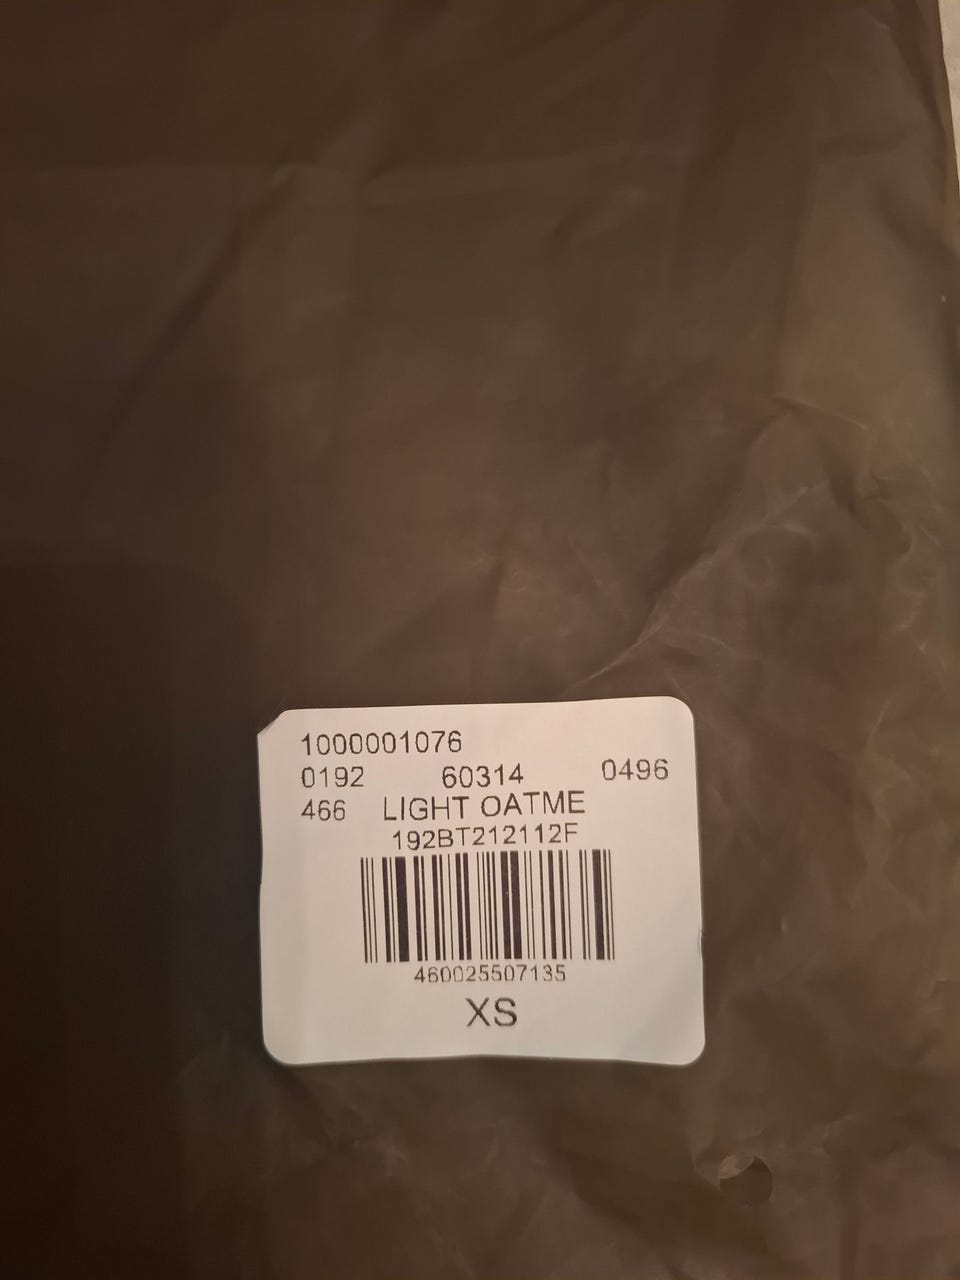 1000001076
0192 60314 0496
466 LIGHT OATME
192BT212112F
460025507135
XS